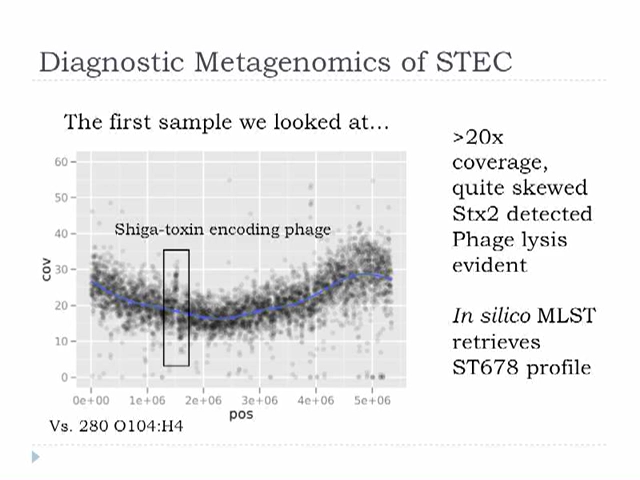 Diagnostic Metagenomics of STEC
The first sample we looked at...
>20x
coverage,
quite skewed
Stx2 detected
Phage lysis
evident
In silico MLST
retrieves
ST678 profile
60
50
40
30
20
10
0
cov
Shiga-toxin encoding phage
0e+00 1e+06 2e+06 3e+06 4e+06 5e+06
pos
Vs. 280 O104:H4